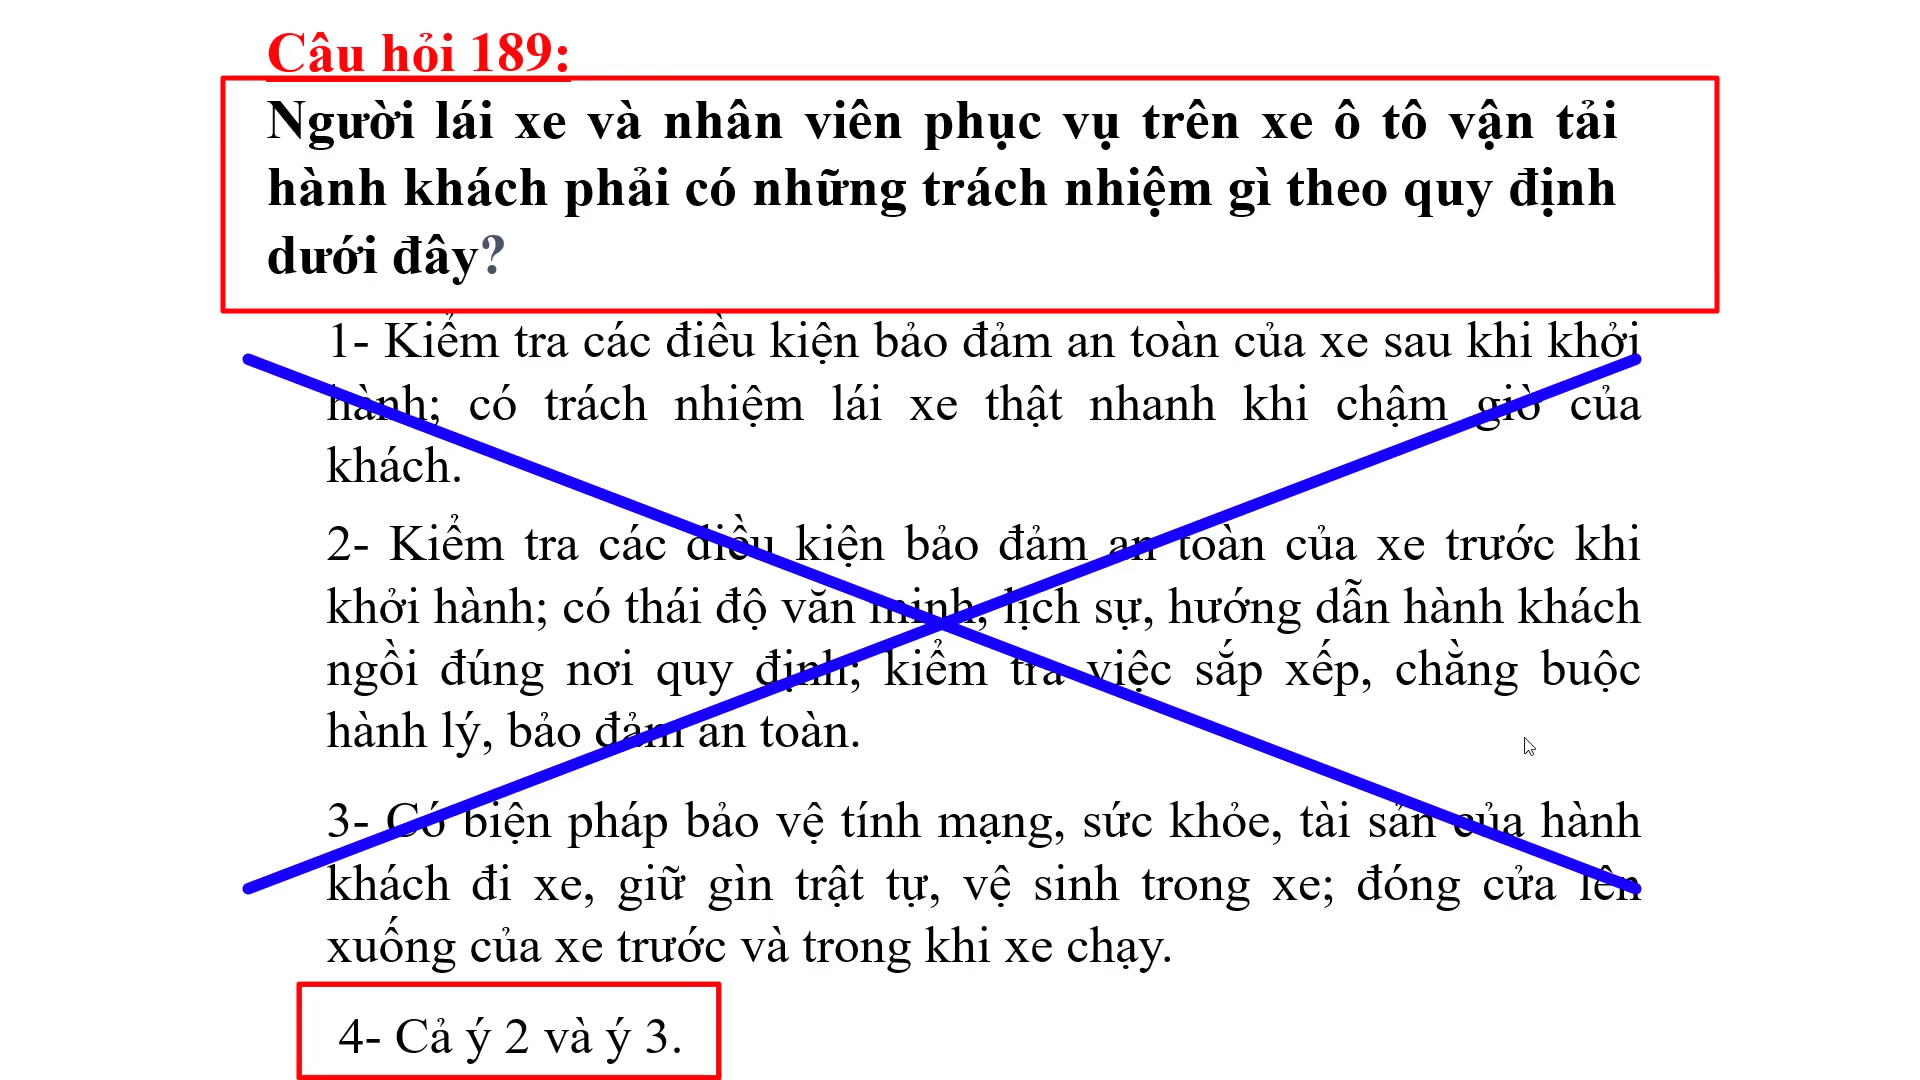 Câu hỏi 189:
Người lái xe và nhân viên phục vụ trên xe ô tô vận tải
hành khách phải có những trách nhiệm gì theo quy định
dưới đây?
1- Kiểm tra các điều kiện bảo đảm an toàn của xe sau khi khởi
hành; có trách nhiệm lái xe thật nhanh khi chậm giờ của
khách.
2- Kiểm tra các điều kiện bảo đảm an toàn của xe trước khi
khởi hành; có thái độ văn minh, lịch sự, hướng dẫn hành khách
ngồi đúng nơi quy định; kiểm tra việc sắp xếp, chằng buộc
hành lý, bảo đảm an toàn.
3- Có biện pháp bảo vệ tính mạng, sức khỏe, tài sản của hành
khách đi xe, giữ gìn trật tự, vệ sinh trong xe; đóng cửa lên
xuống của xe trước và trong khi xe chạy.
4- Cả ý 2 và ý 3.